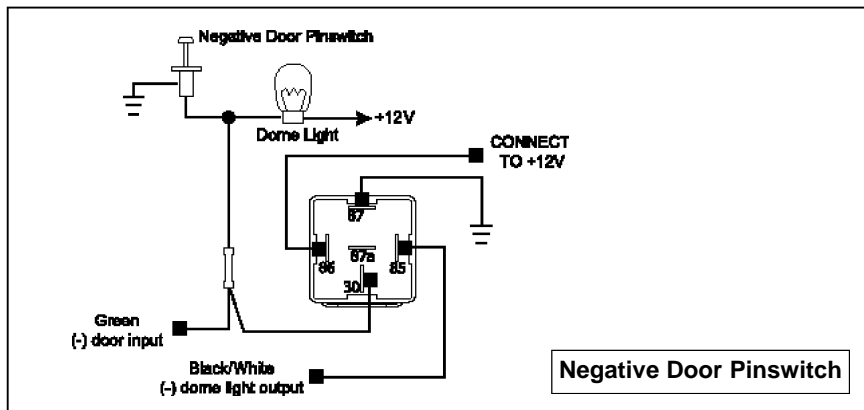 Negative Door Pinswitch
+12V
Dome Light
CONNECT
TO +12V
87
87a
86
85
30
Green
(-) door input
Black/White
(-) dome light output
Negative Door Pinswitch